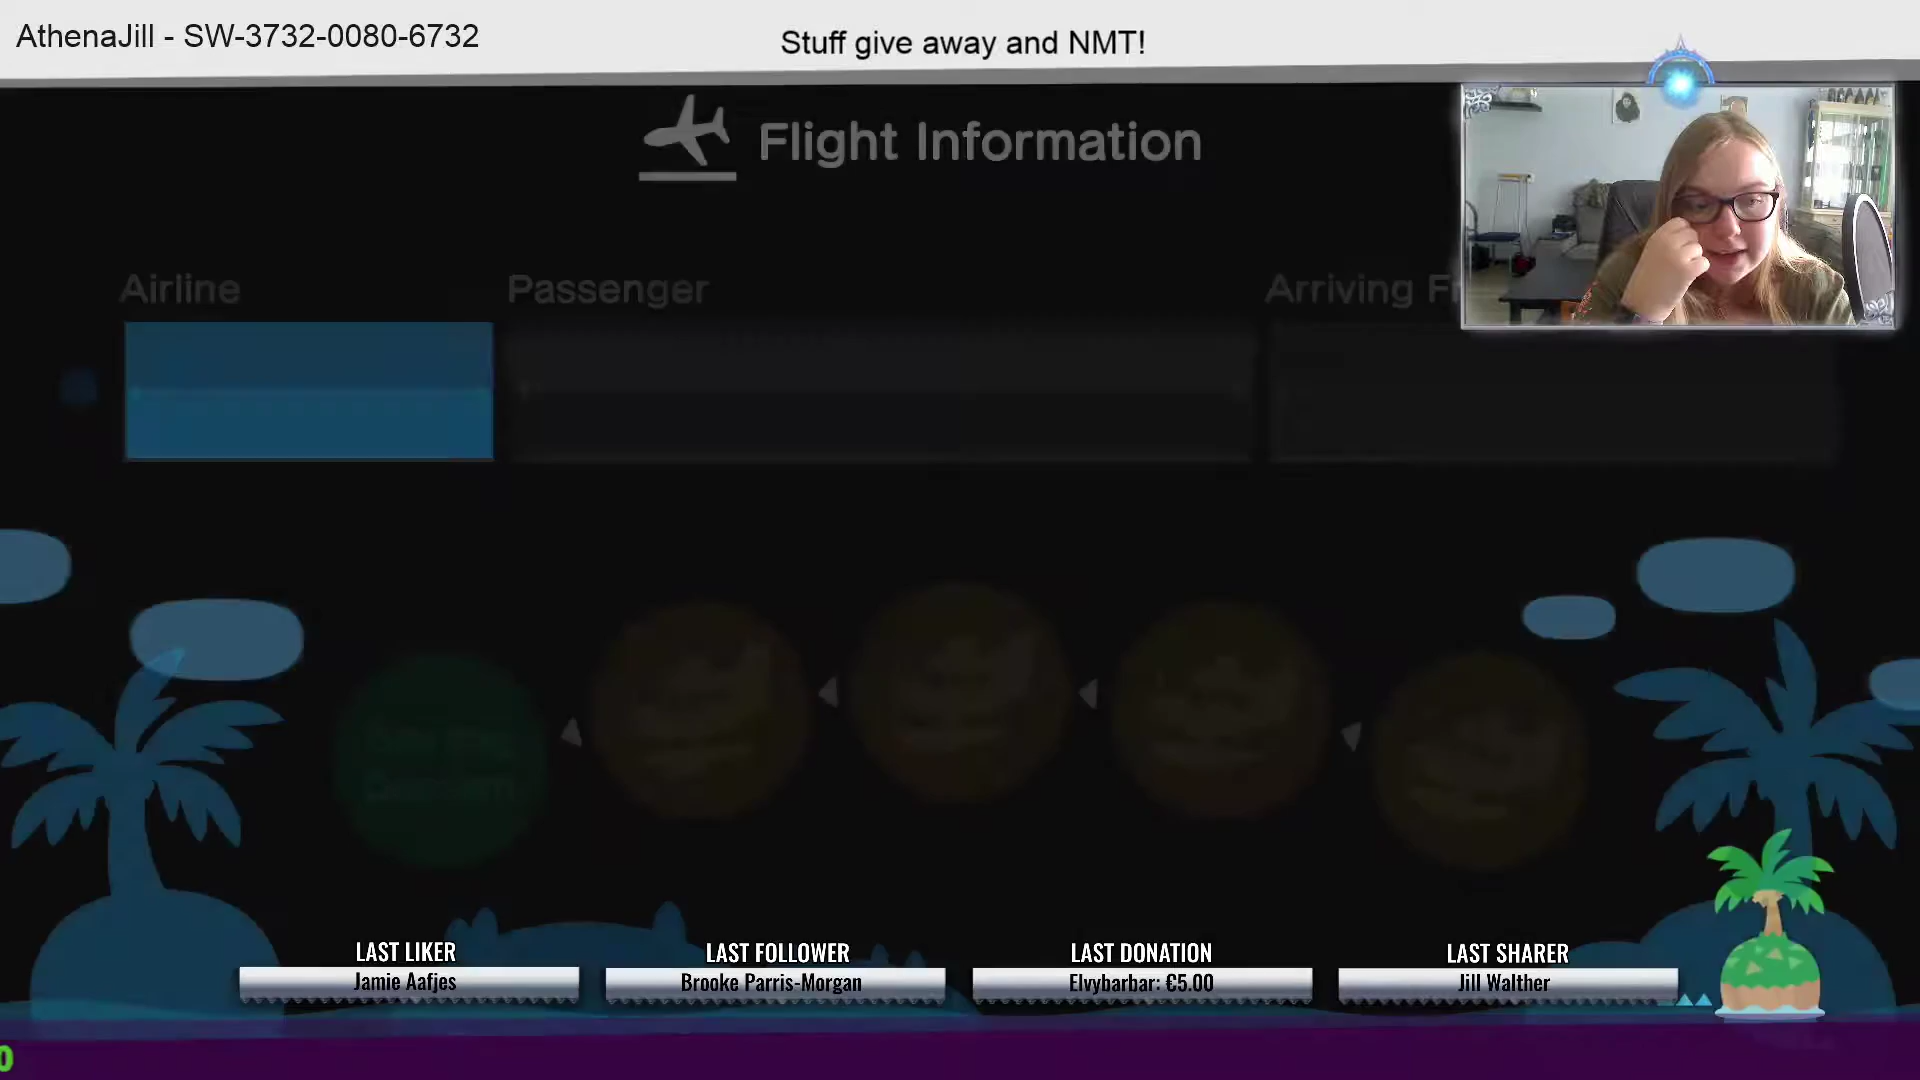 AthenaJill - SW-3732-0080-6732
Stuff give away and NMT!
Flight Information
Airline
Passenger
Arriving
LAST LIKER
LAST FOLLOWER
LAST DONATION
LAST SHARER
Jamie Aafjes
Brooke Parris-Morgan
Elvybarbar: €5.00
Jill Walther
0